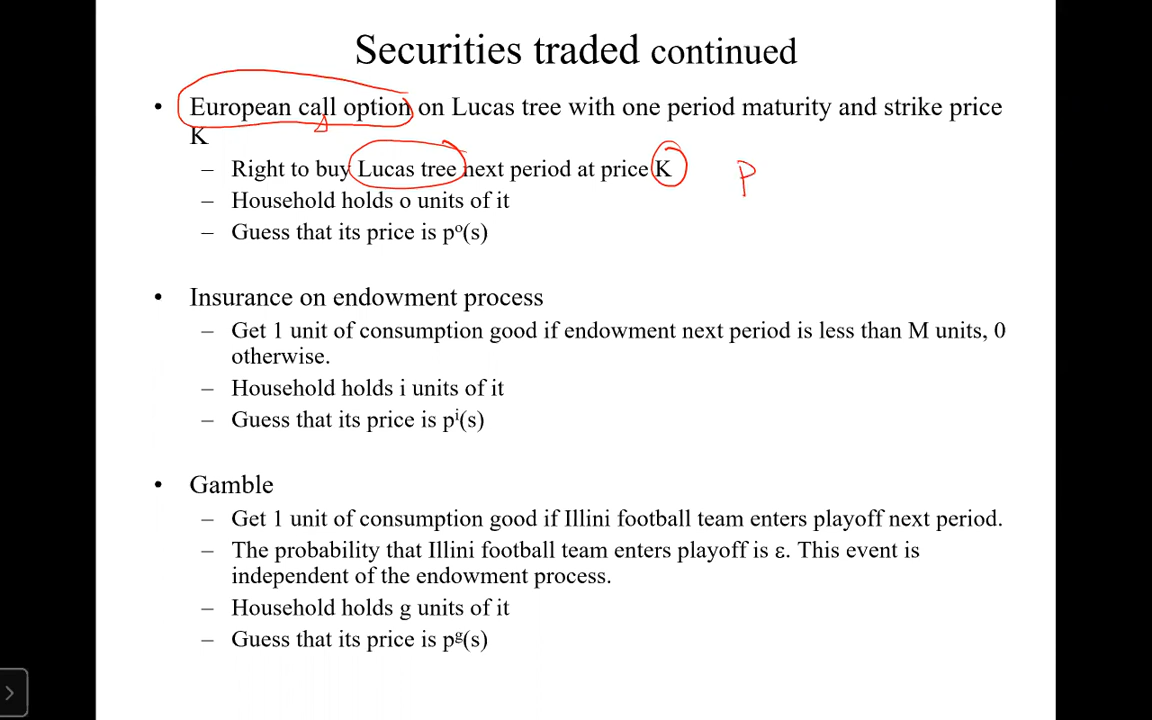 Securities traded continued
• European call option on Lucas tree with one period maturity and strike price
K
– Right to buy Lucas tree next period at price K
P
– Household holds o units of it
– Guess that its price is pᵒ(s)
• Insurance on endowment process
– Get 1 unit of consumption good if endowment next period is less than M units, 0
otherwise.
– Household holds i units of it
– Guess that its price is pⁱ(s)
• Gamble
– Get 1 unit of consumption good if Illini football team enters playoff next period.
– The probability that Illini football team enters playoff is ε. This event is
independent of the endowment process.
– Household holds g units of it
– Guess that its price is pᵍ(s)